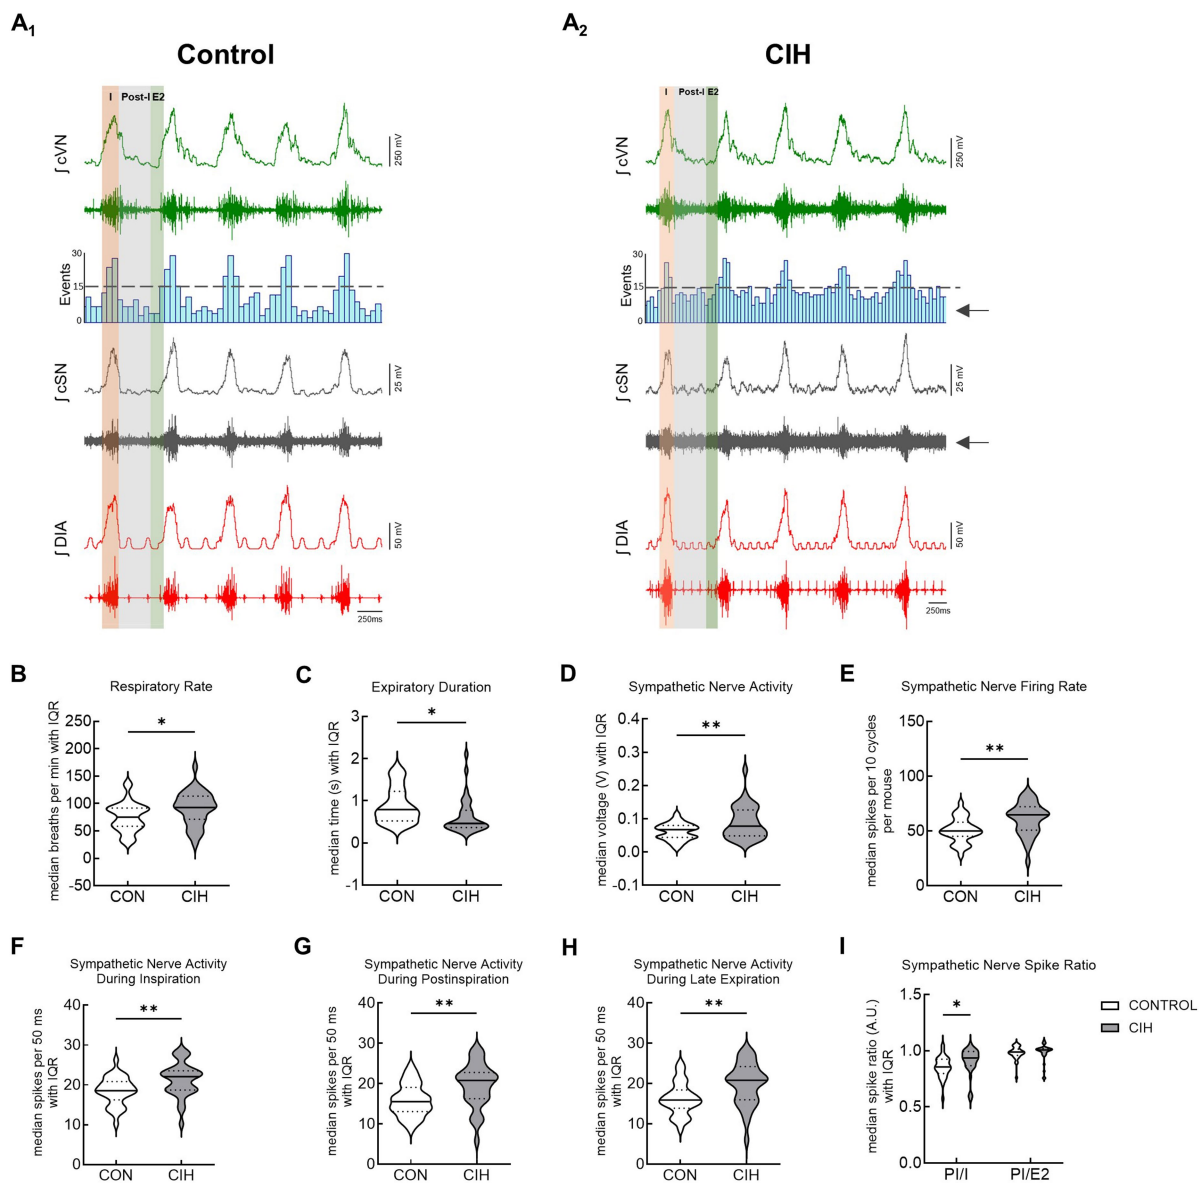 A1
Control
I Post-I E2
∫ cVN
250 mV
30
15
0
Events
∫ cSN
25 mV
∫ DIA
50 mV
250ms
A2
CIH
I Post-I E2
∫ cVN
250 mV
30
15
0
Events
∫ cSN
25 mV
∫ DIA
50 mV
250ms
B
Respiratory Rate
median breaths per min with IQR
250
200
150
100
50
0
-50
*
CON CIH
C
Expiratory Duration
median time (s) with IQR
3
2
1
0
-1
*
CON CIH
D
Sympathetic Nerve Activity
median voltage (V) with IQR
0.4
0.3
0.2
0.1
0.0
-0.1
**
CON CIH
E
Sympathetic Nerve Firing Rate
median spikes per 10 cycles
per mouse
150
100
50
0
**
CON CIH
F
Sympathetic Nerve Activity
During Inspiration
median spikes per 50 ms
with IQR
40
30
20
10
0
**
CON CIH
G
Sympathetic Nerve Activity
During Postinspiration
median spikes per 50 ms
with IQR
40
30
20
10
0
**
CON CIH
H
Sympathetic Nerve Activity
During Late Expiration
median spikes per 50 ms
with IQR
40
30
20
10
0
**
CON CIH
I
Sympathetic Nerve Spike Ratio
median spike ratio (A.U.)
with IQR
1.5
1.0
0.5
0.0
*
PI/I PI/E2
CONTROL
CIH